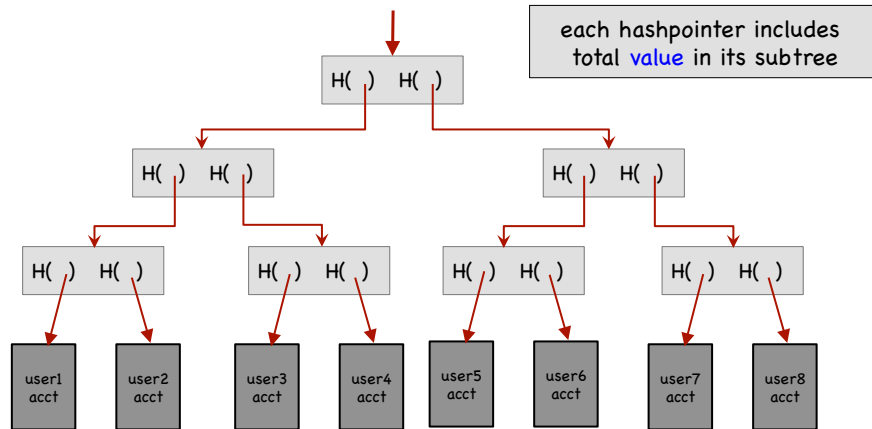 each hashpointer includes
total value in its subtree
H( ) H( )
H( ) H( )
H( ) H( )
H( ) H( )
H( ) H( )
H( ) H( )
H( ) H( )
user1
acct
user2
acct
user3
acct
user4
acct
user5
acct
user6
acct
user7
acct
user8
acct